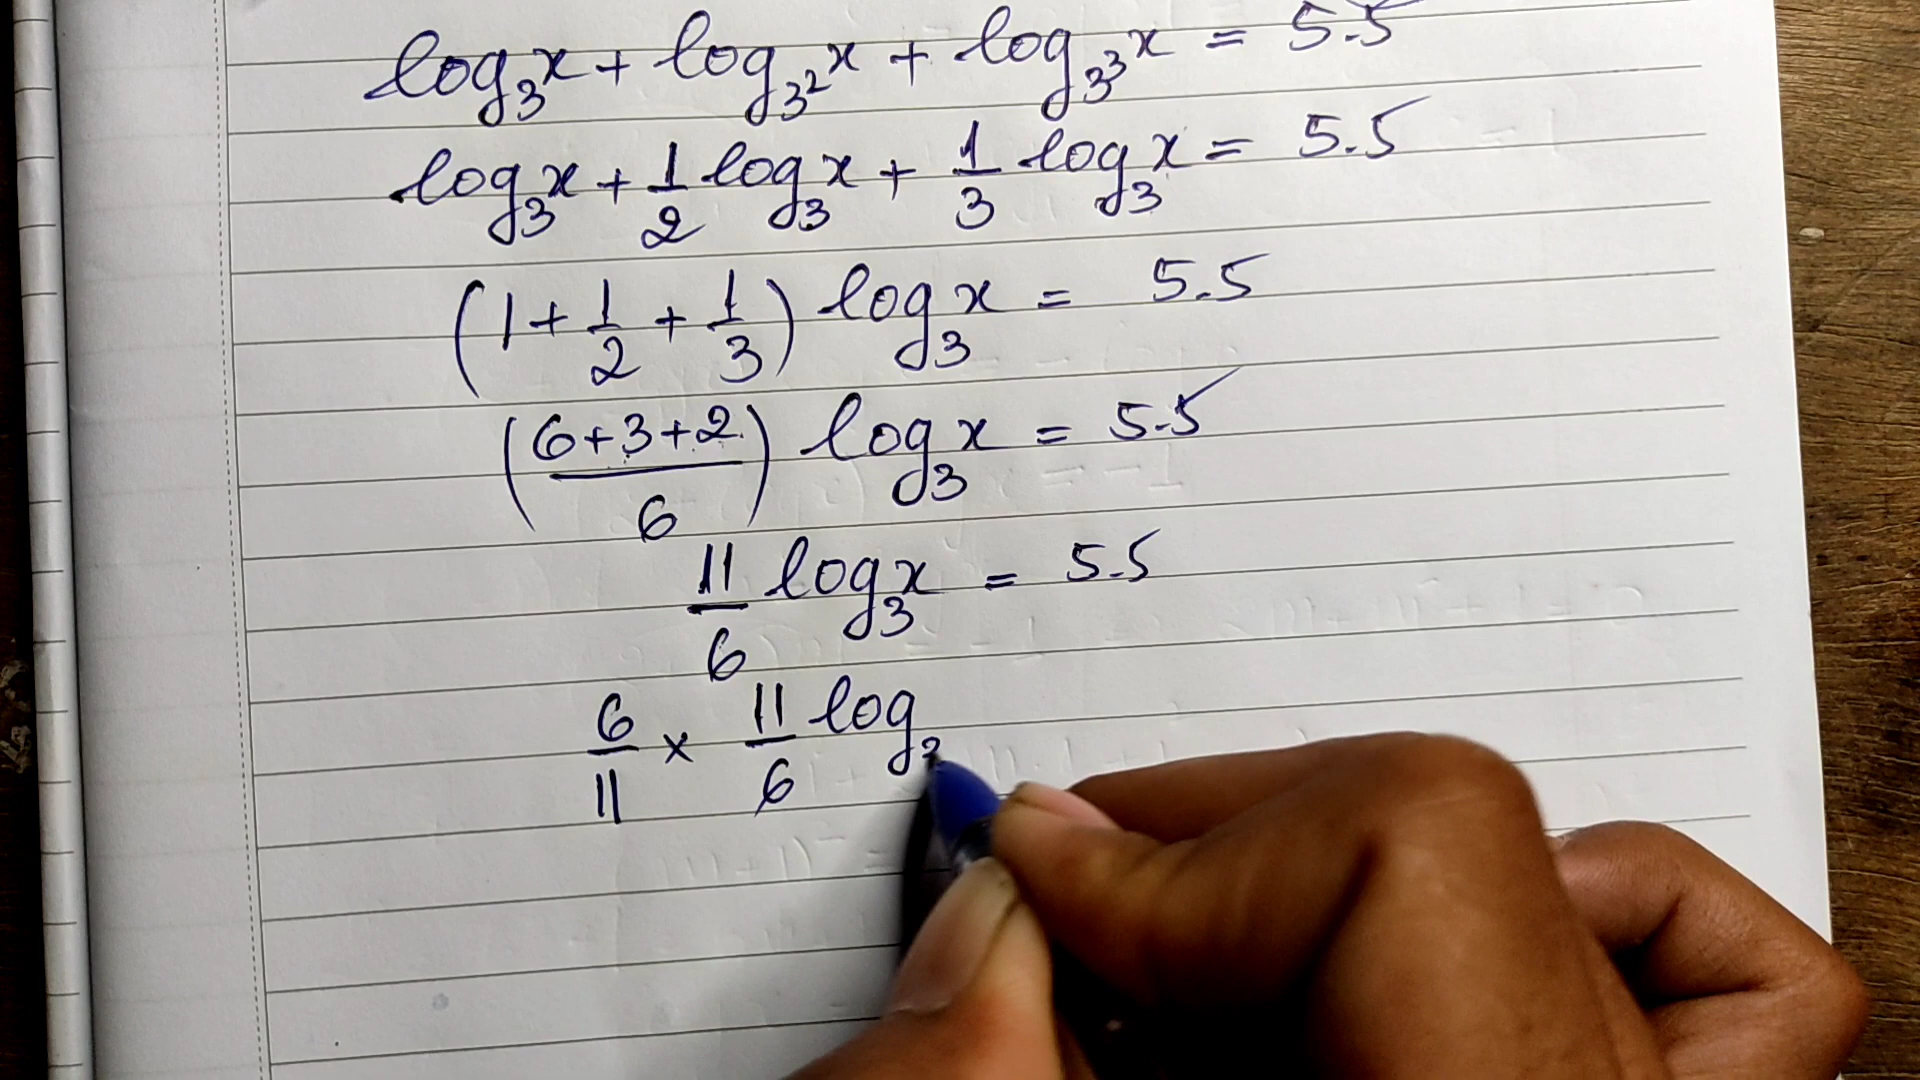 log₃x + log₃²x + log₃³x = 5.5
log₃x + 1/2 log₃x + 1/3 log₃x = 5.5
(1 + 1/2 + 1/3) log₃x = 5.5
((6+3+2)/6) log₃x = 5.5
11/6 log₃x = 5.5
6/11 × 11/6 log₃